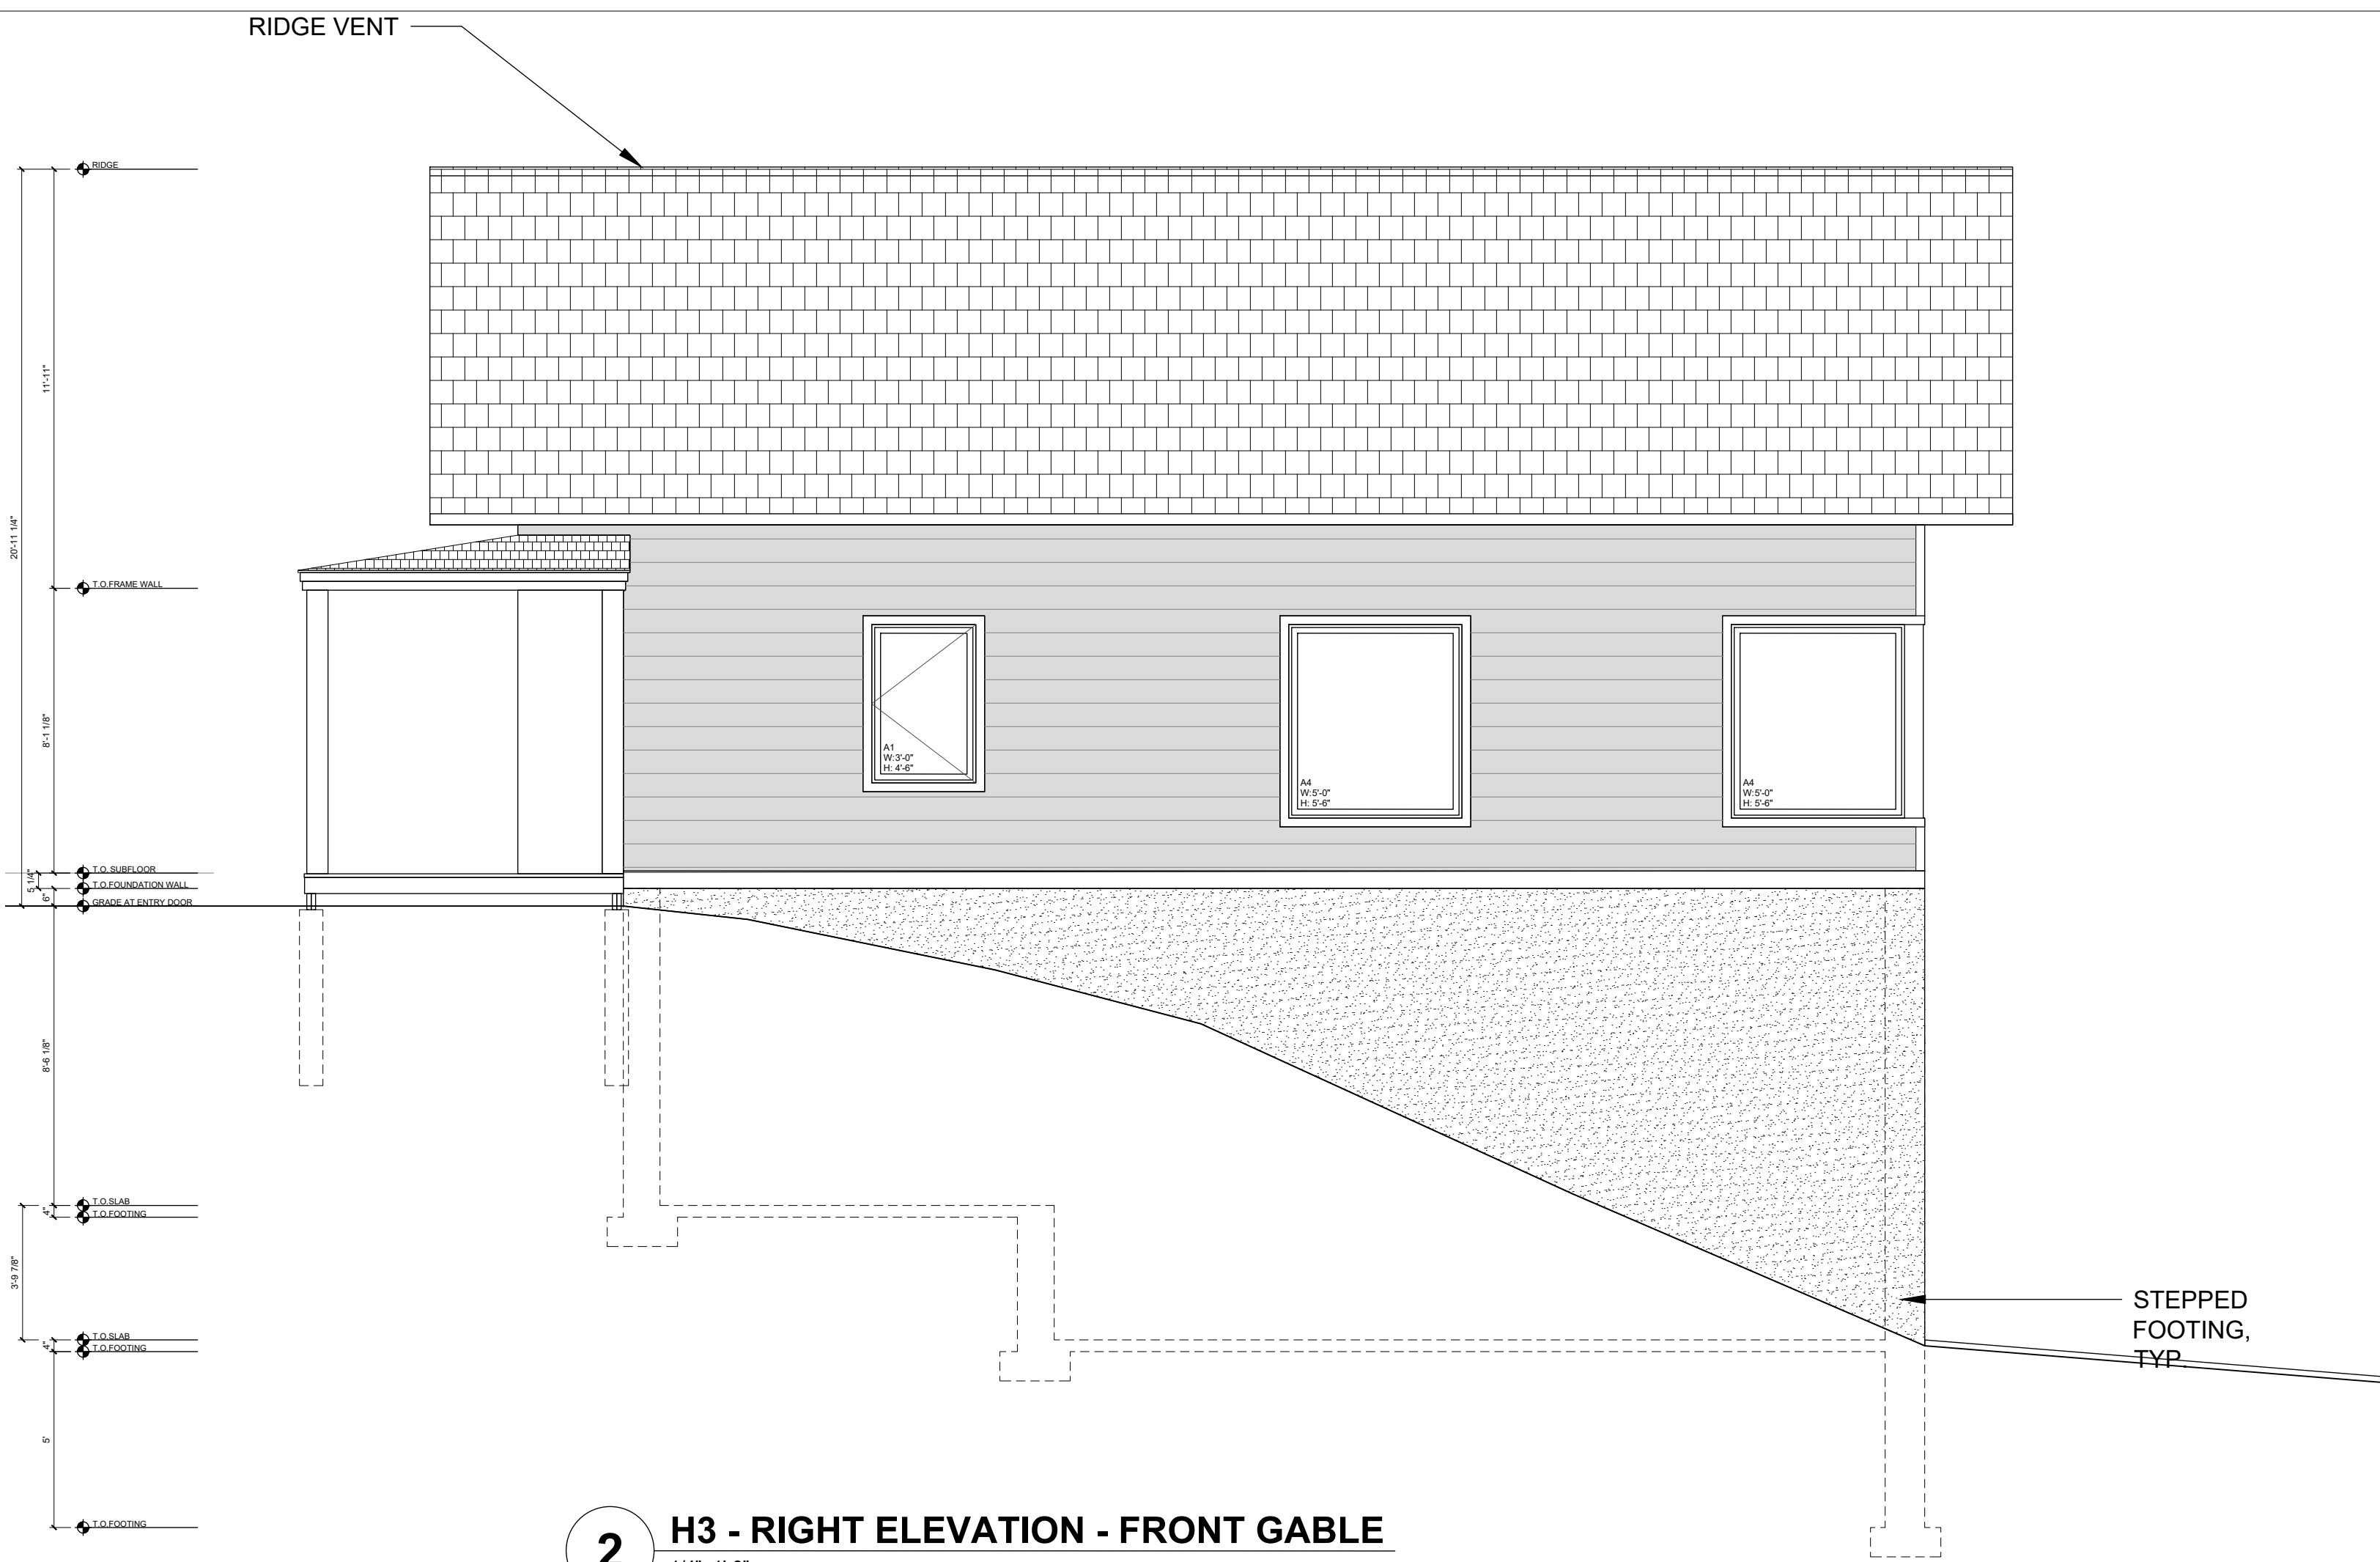 RIDGE VENT
RIDGE
11'-11"
20'-11 1/4"
T.O.FRAME WALL
8'-1 1/8"
A1
W:3'-0"
H: 4'-6"
A4
W:5'-0"
H: 5'-6"
A4
W:5'-0"
H: 5'-6"
T.O. SUBFLOOR
5 1/4"
T.O.FOUNDATION WALL
6"
GRADE AT ENTRY DOOR
8'-6 1/8"
T.O.SLAB
4"
T.O.FOOTING
3'-9 7/8"
STEPPED
FOOTING,
TYP.
T.O.SLAB
4"
T.O.FOOTING
5'
T.O.FOOTING
2
H3 - RIGHT ELEVATION - FRONT GABLE